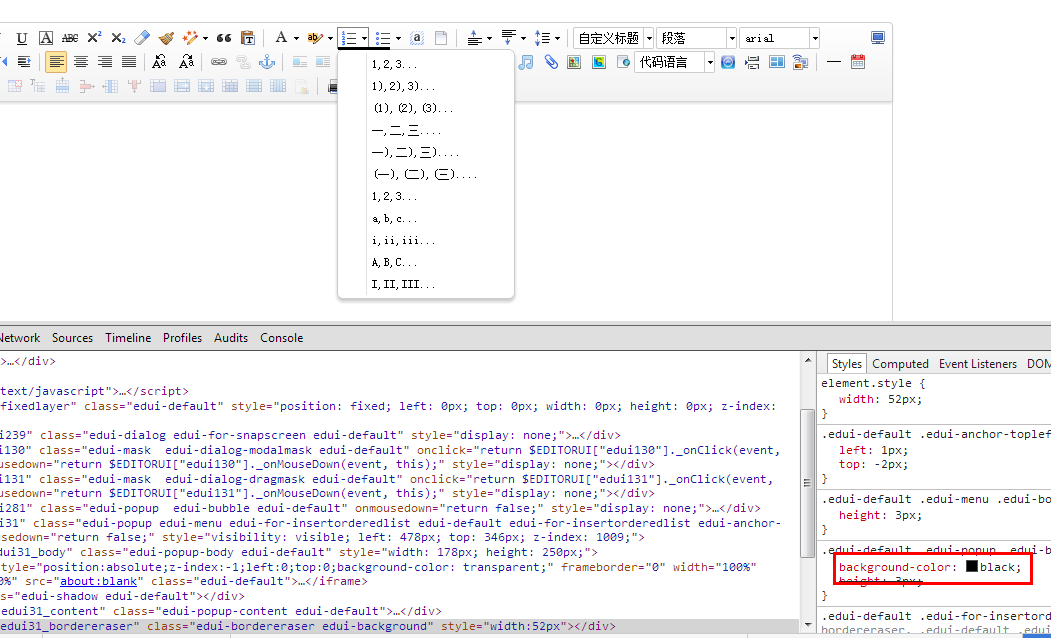 U A ABC X² X₂ A ab a 自定义标题 段落 arial
代码语言
1,2,3...
1),2),3)...
(1),(2),(3)...
一,二,三....
一),二),三)....
(一),(二),(三)....
1,2,3...
a,b,c...
i,ii,iii...
A,B,C...
I,II,III...
Network Sources Timeline Profiles Audits Console
>…</div>
text/javascript">…</script>
fixedlayer" class="edui-default" style="position: fixed; left: 0px; top: 0px; width: 0px; height: 0px; z-index:
i239" class="edui-dialog edui-for-snapscreen edui-default" style="display: none;">…</div>
i130" class="edui-mask  edui-dialog-modalmask edui-default" onclick="return $EDITORUI["edui130"]._onClick(event,
usedown="return $EDITORUI["edui130"]._onMouseDown(event, this);" style="display: none;"></div>
i131" class="edui-mask  edui-dialog-dragmask edui-default" onclick="return $EDITORUI["edui131"]._onClick(event,
usedown="return $EDITORUI["edui131"]._onMouseDown(event, this);" style="display: none;"></div>
i281" class="edui-popup  edui-bubble edui-default" onmousedown="return false;" style="display: none;">…</div>
i31" class="edui-popup edui-menu edui-for-insertorderedlist edui-default edui-for-insertorderedlist edui-anchor-
sedown="return false;" style="visibility: visible; left: 478px; top: 346px; z-index: 1009;">
dui31_body" class="edui-popup-body edui-default" style="width: 178px; height: 250px;">
tyle="position:absolute;z-index:-1;left:0;top:0;background-color: transparent;" frameborder="0" width="100%"
0%" src="about:blank" class="edui-default">…</iframe>
s="edui-shadow edui-default"></div>
edui31_content" class="edui-popup-content edui-default">…</div>
edui31_bordereraser" class="edui-bordereraser edui-background" style="width:52px"></div>
Styles Computed Event Listeners DOM
element.style {
width: 52px;
}
.edui-default .edui-anchor-toplef
left: 1px;
top: -2px;
}
.edui-default .edui-menu .edui-bo
height: 3px;
}
.edui-default .edui-popup .edui-b
background-color: black;
height: 3px;
}
.edui-default .edui-for-insertord
bordereraser, .edui-default .edui